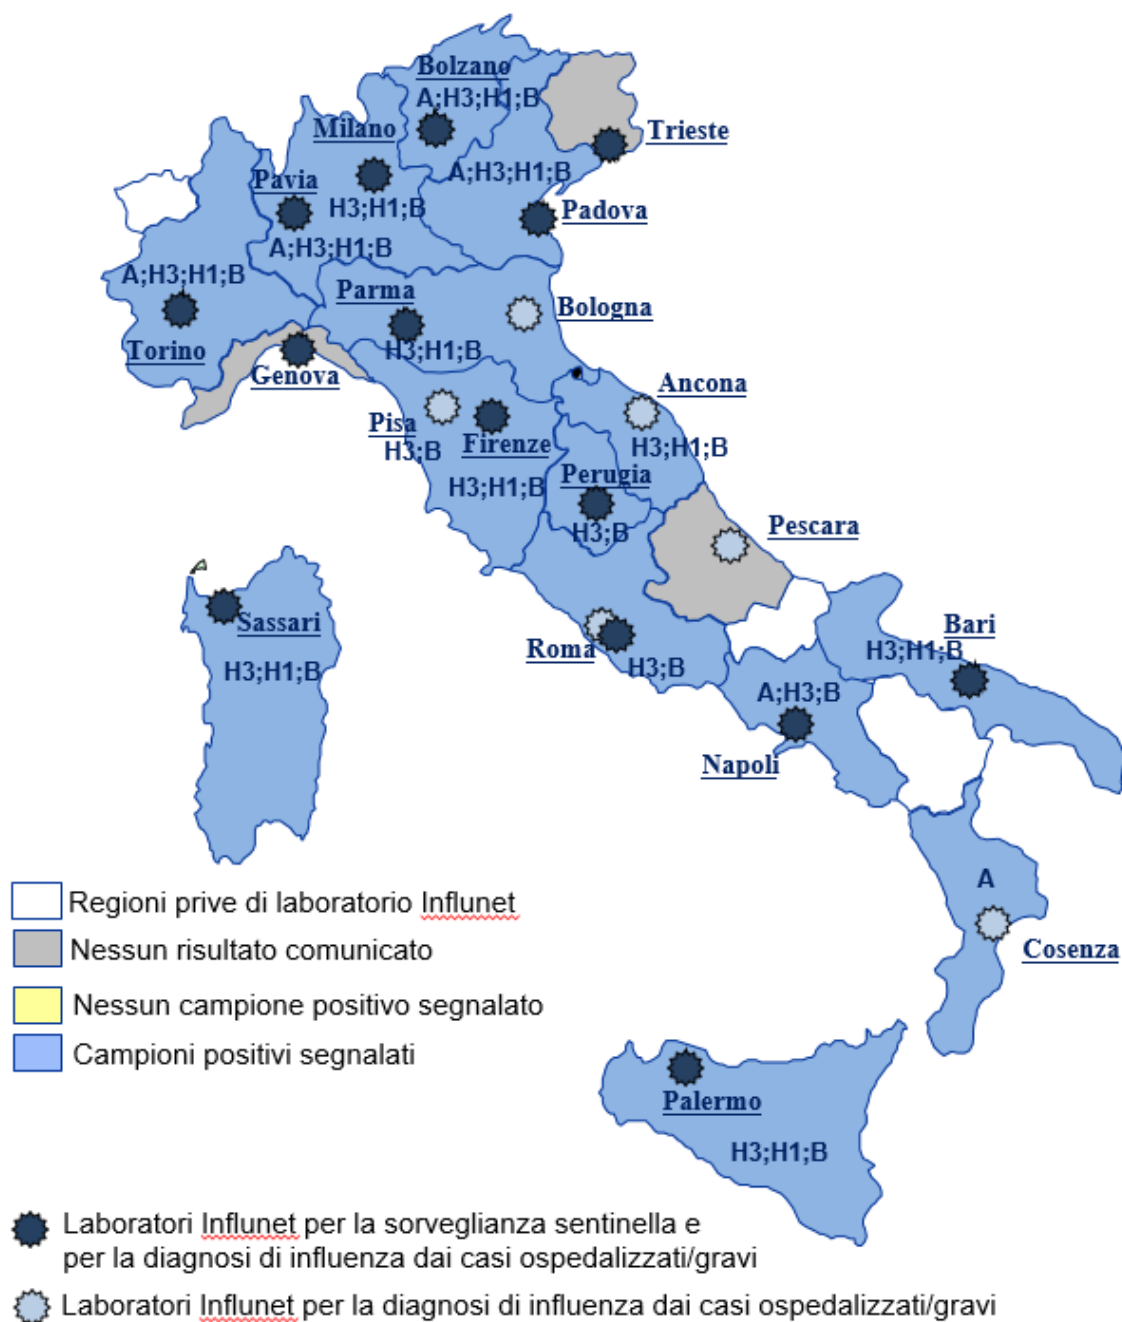 Bolzano
A;H3;H1;B
Milano
Trieste
Pavia
A;H3;H1;B
H3;H1;B
Padova
A;H3;H1;B
A;H3;H1;B
Parma
Bologna
Torino
H3;H1;B
Genova
Ancona
Pisa
Firenze
H3;B
H3;H1;B
Perugia
H3;H1;B
H3;B
Pescara
Sassari
Bari
Roma
H3;H1;B
H3;B
H3;H1;B
A;H3;B
Napoli
A
Cosenza
Regioni prive di laboratorio Influnet
Nessun risultato comunicato
Nessun campione positivo segnalato
Campioni positivi segnalati
Palermo
H3;H1;B
Laboratori Influnet per la sorveglianza sentinella e
per la diagnosi di influenza dai casi ospedalizzati/gravi
Laboratori Influnet per la diagnosi di influenza dai casi ospedalizzati/gravi